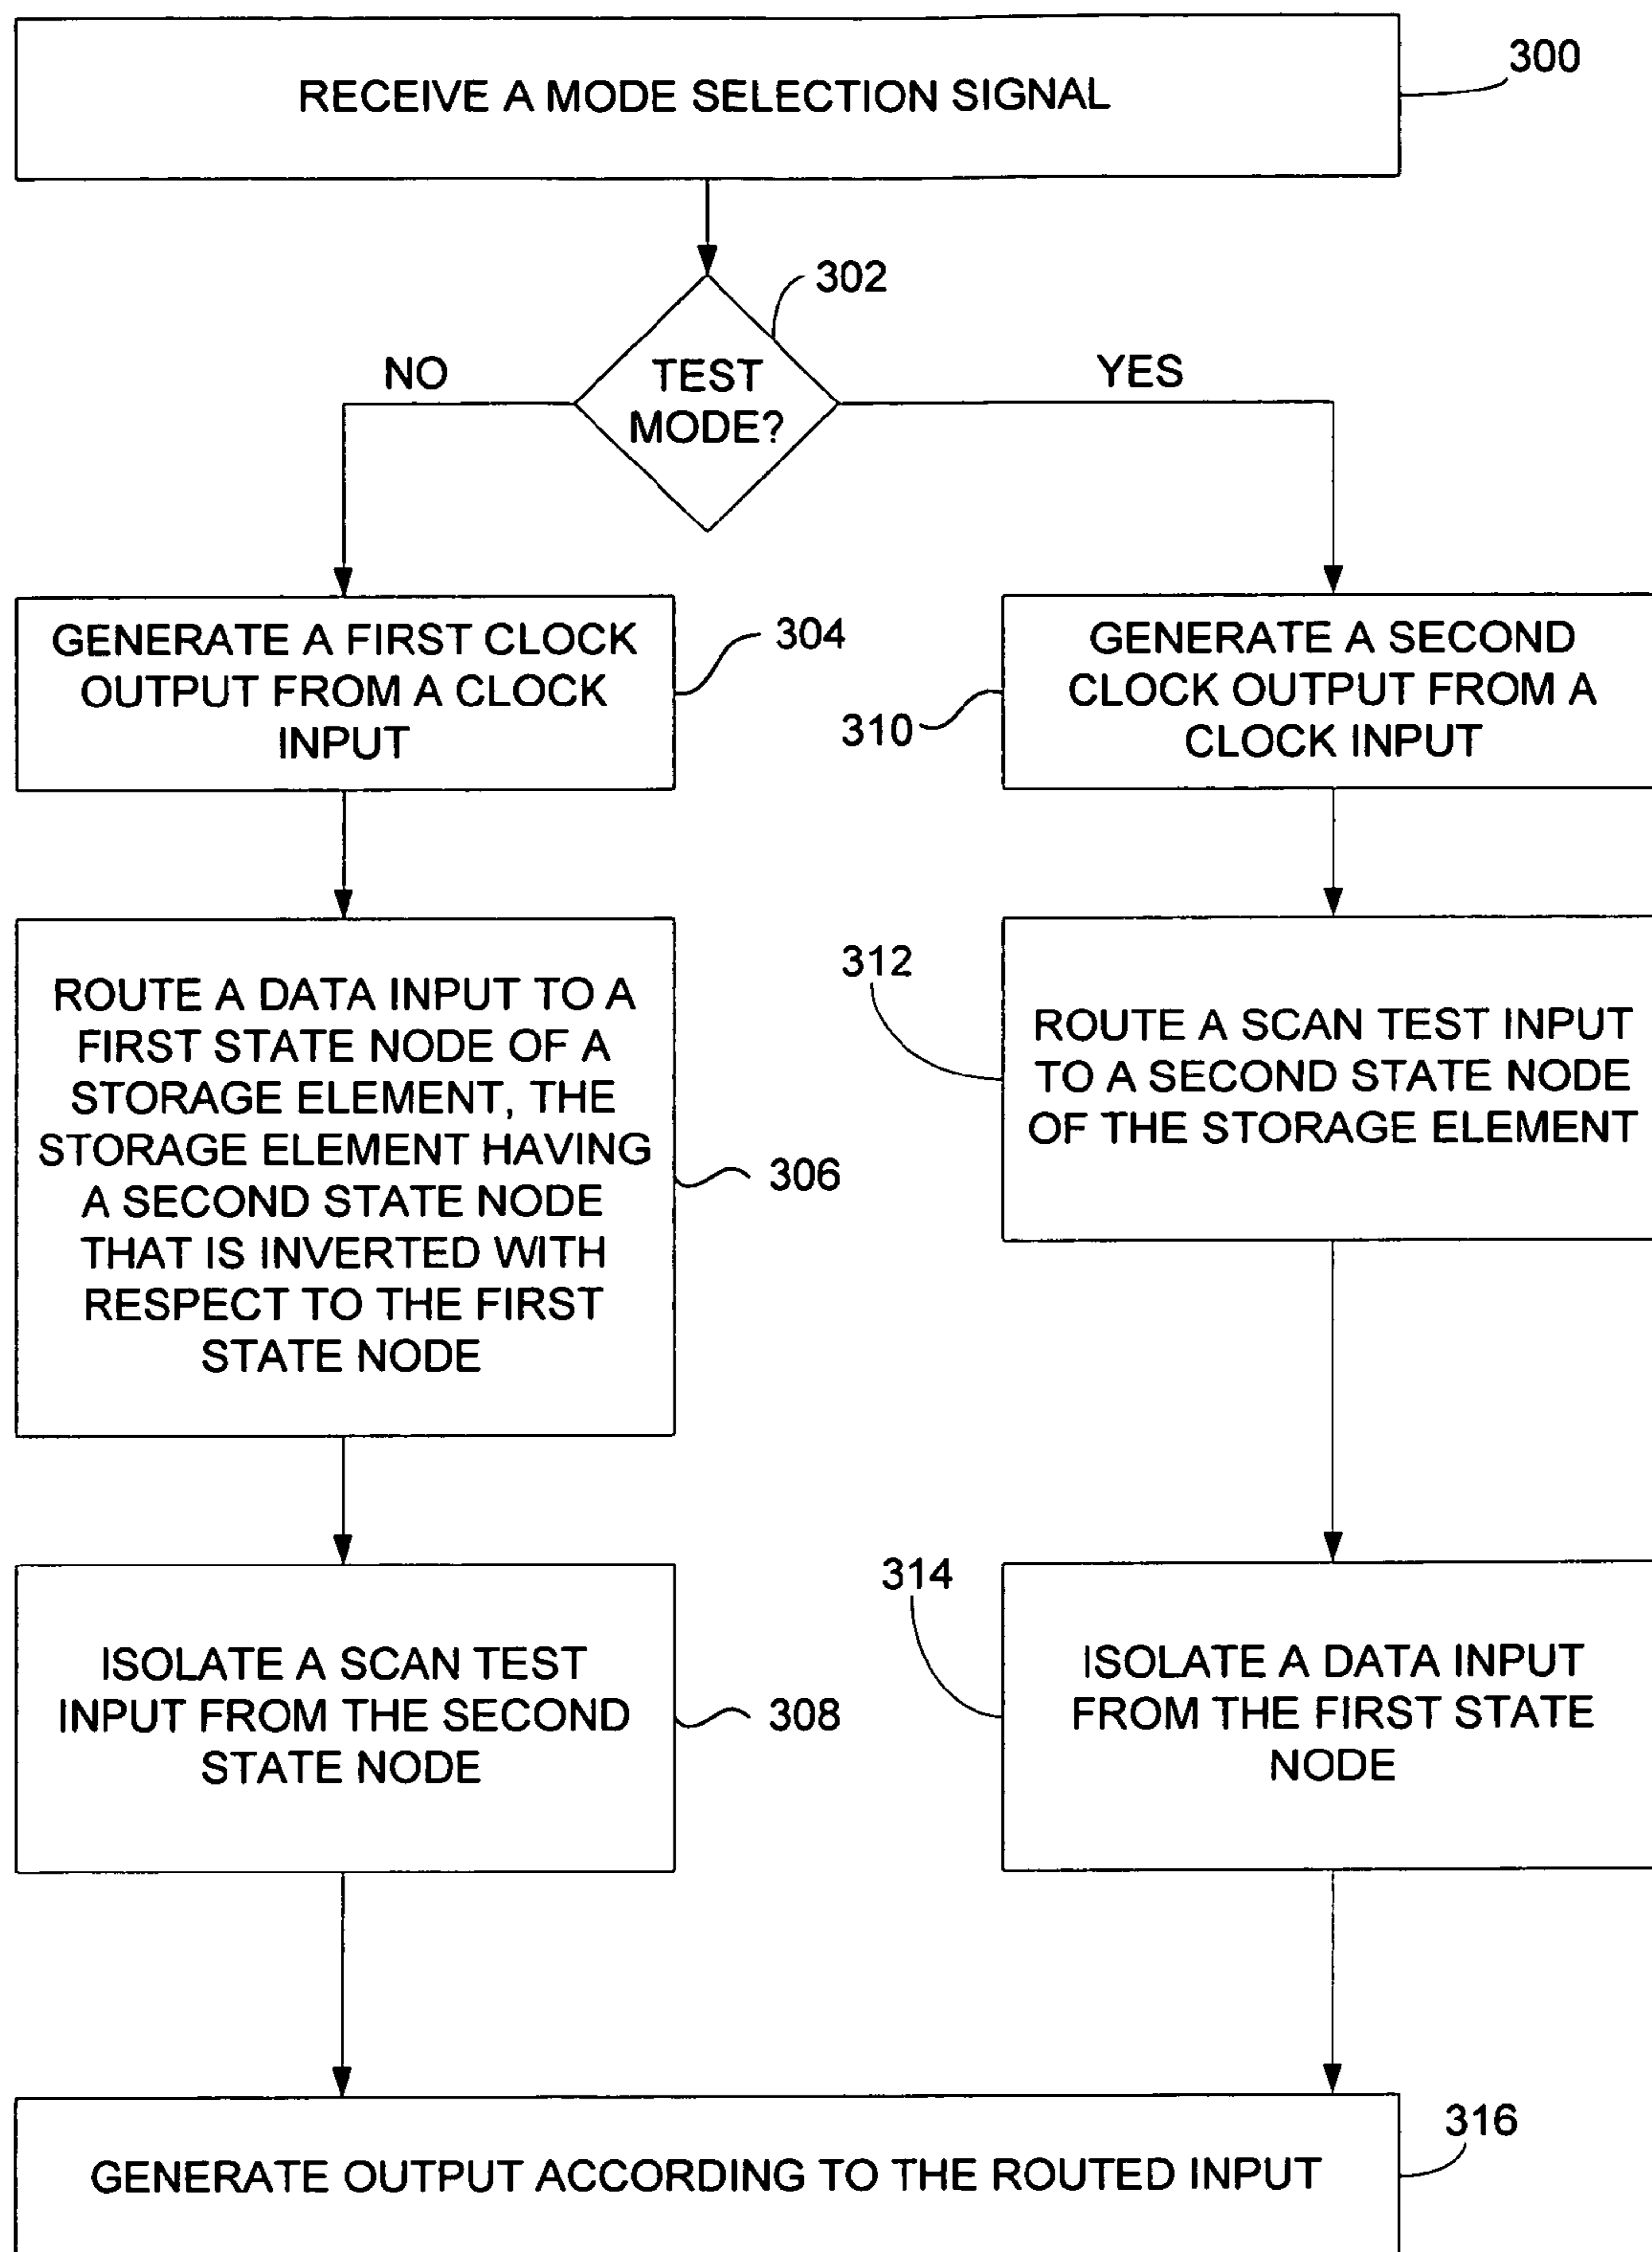 RECEIVE A MODE SELECTION SIGNAL
300
302
TEST
MODE?
NO
YES
GENERATE A FIRST CLOCK
OUTPUT FROM A CLOCK
INPUT
304
GENERATE A SECOND
CLOCK OUTPUT FROM A
CLOCK INPUT
310
ROUTE A DATA INPUT TO A
FIRST STATE NODE OF A
STORAGE ELEMENT, THE
STORAGE ELEMENT HAVING
A SECOND STATE NODE
THAT IS INVERTED WITH
RESPECT TO THE FIRST
STATE NODE
306
312
ROUTE A SCAN TEST INPUT
TO A SECOND STATE NODE
OF THE STORAGE ELEMENT
ISOLATE A SCAN TEST
INPUT FROM THE SECOND
STATE NODE
308
314
ISOLATE A DATA INPUT
FROM THE FIRST STATE
NODE
GENERATE OUTPUT ACCORDING TO THE ROUTED INPUT
316